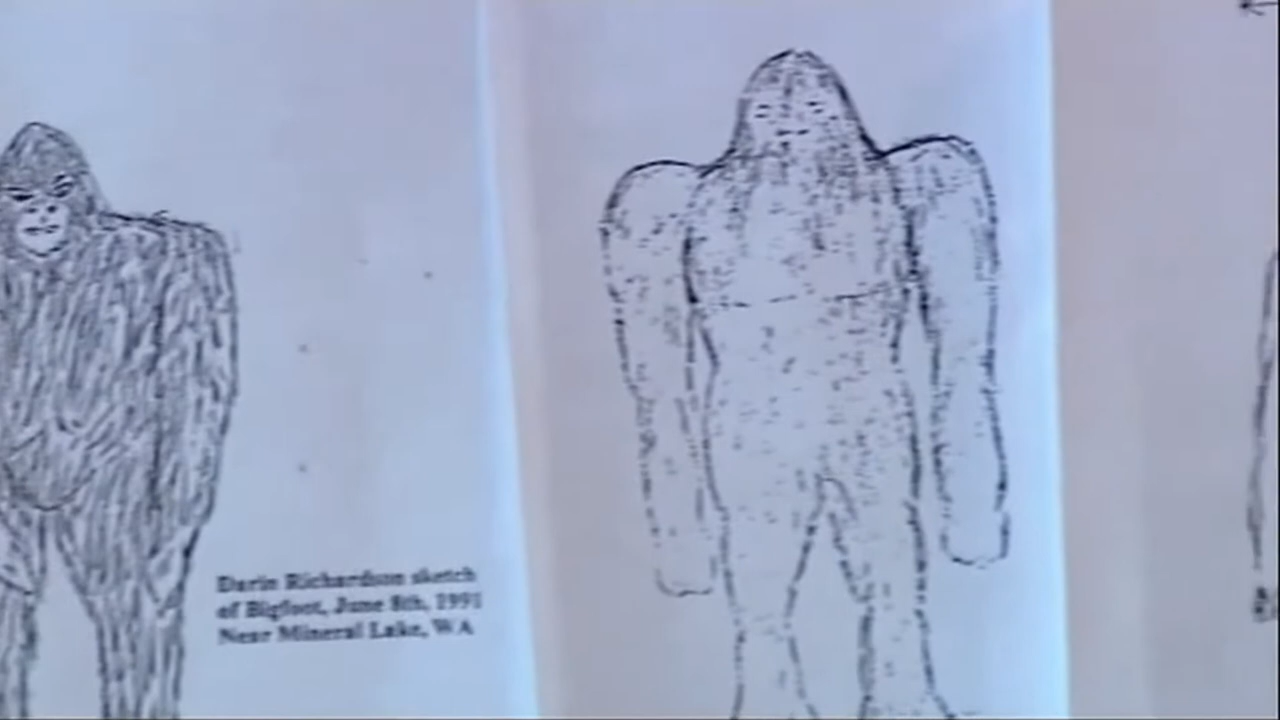 Darin Richardson sketch
of Bigfoot, June 8th, 1991
Near Mineral Lake, WA